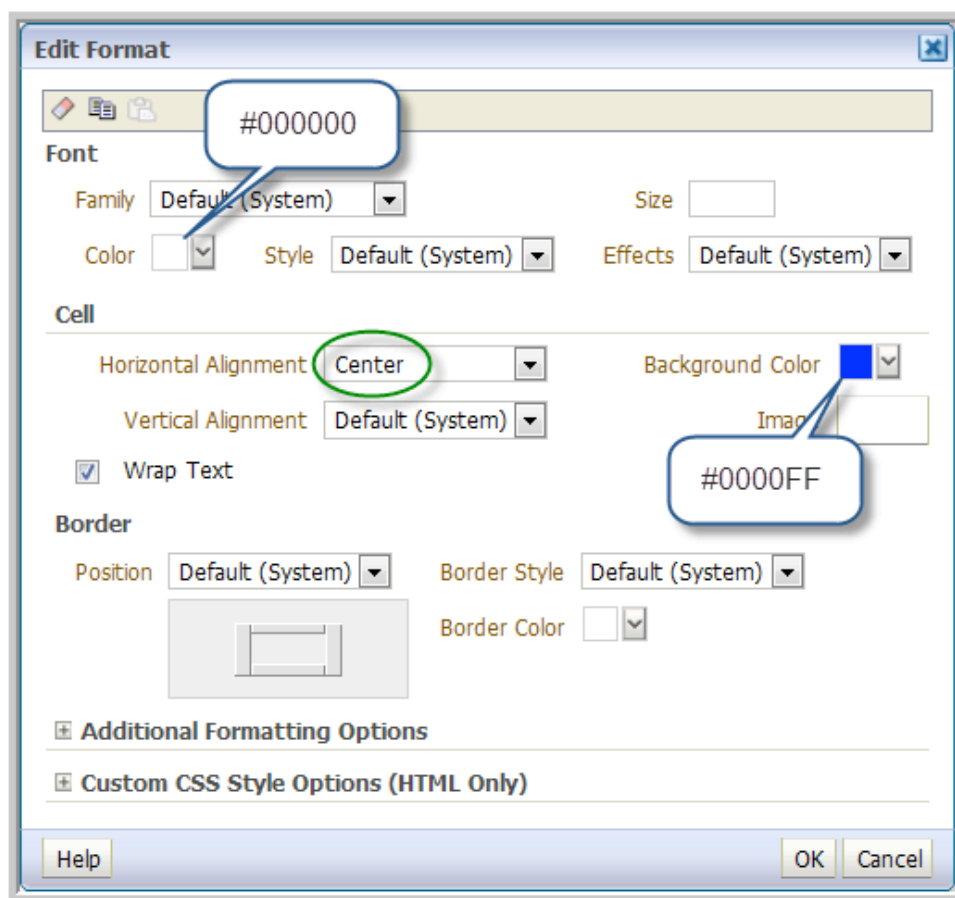 Edit Format
#000000
Font
Family Default (System) Size
Color Style Default (System) Effects Default (System)
Cell
Horizontal Alignment Center Background Color
Vertical Alignment Default (System) Imag
Wrap Text
#0000FF
Border
Position Default (System) Border Style Default (System)
Border Color
Additional Formatting Options
Custom CSS Style Options (HTML Only)
Help OK Cancel